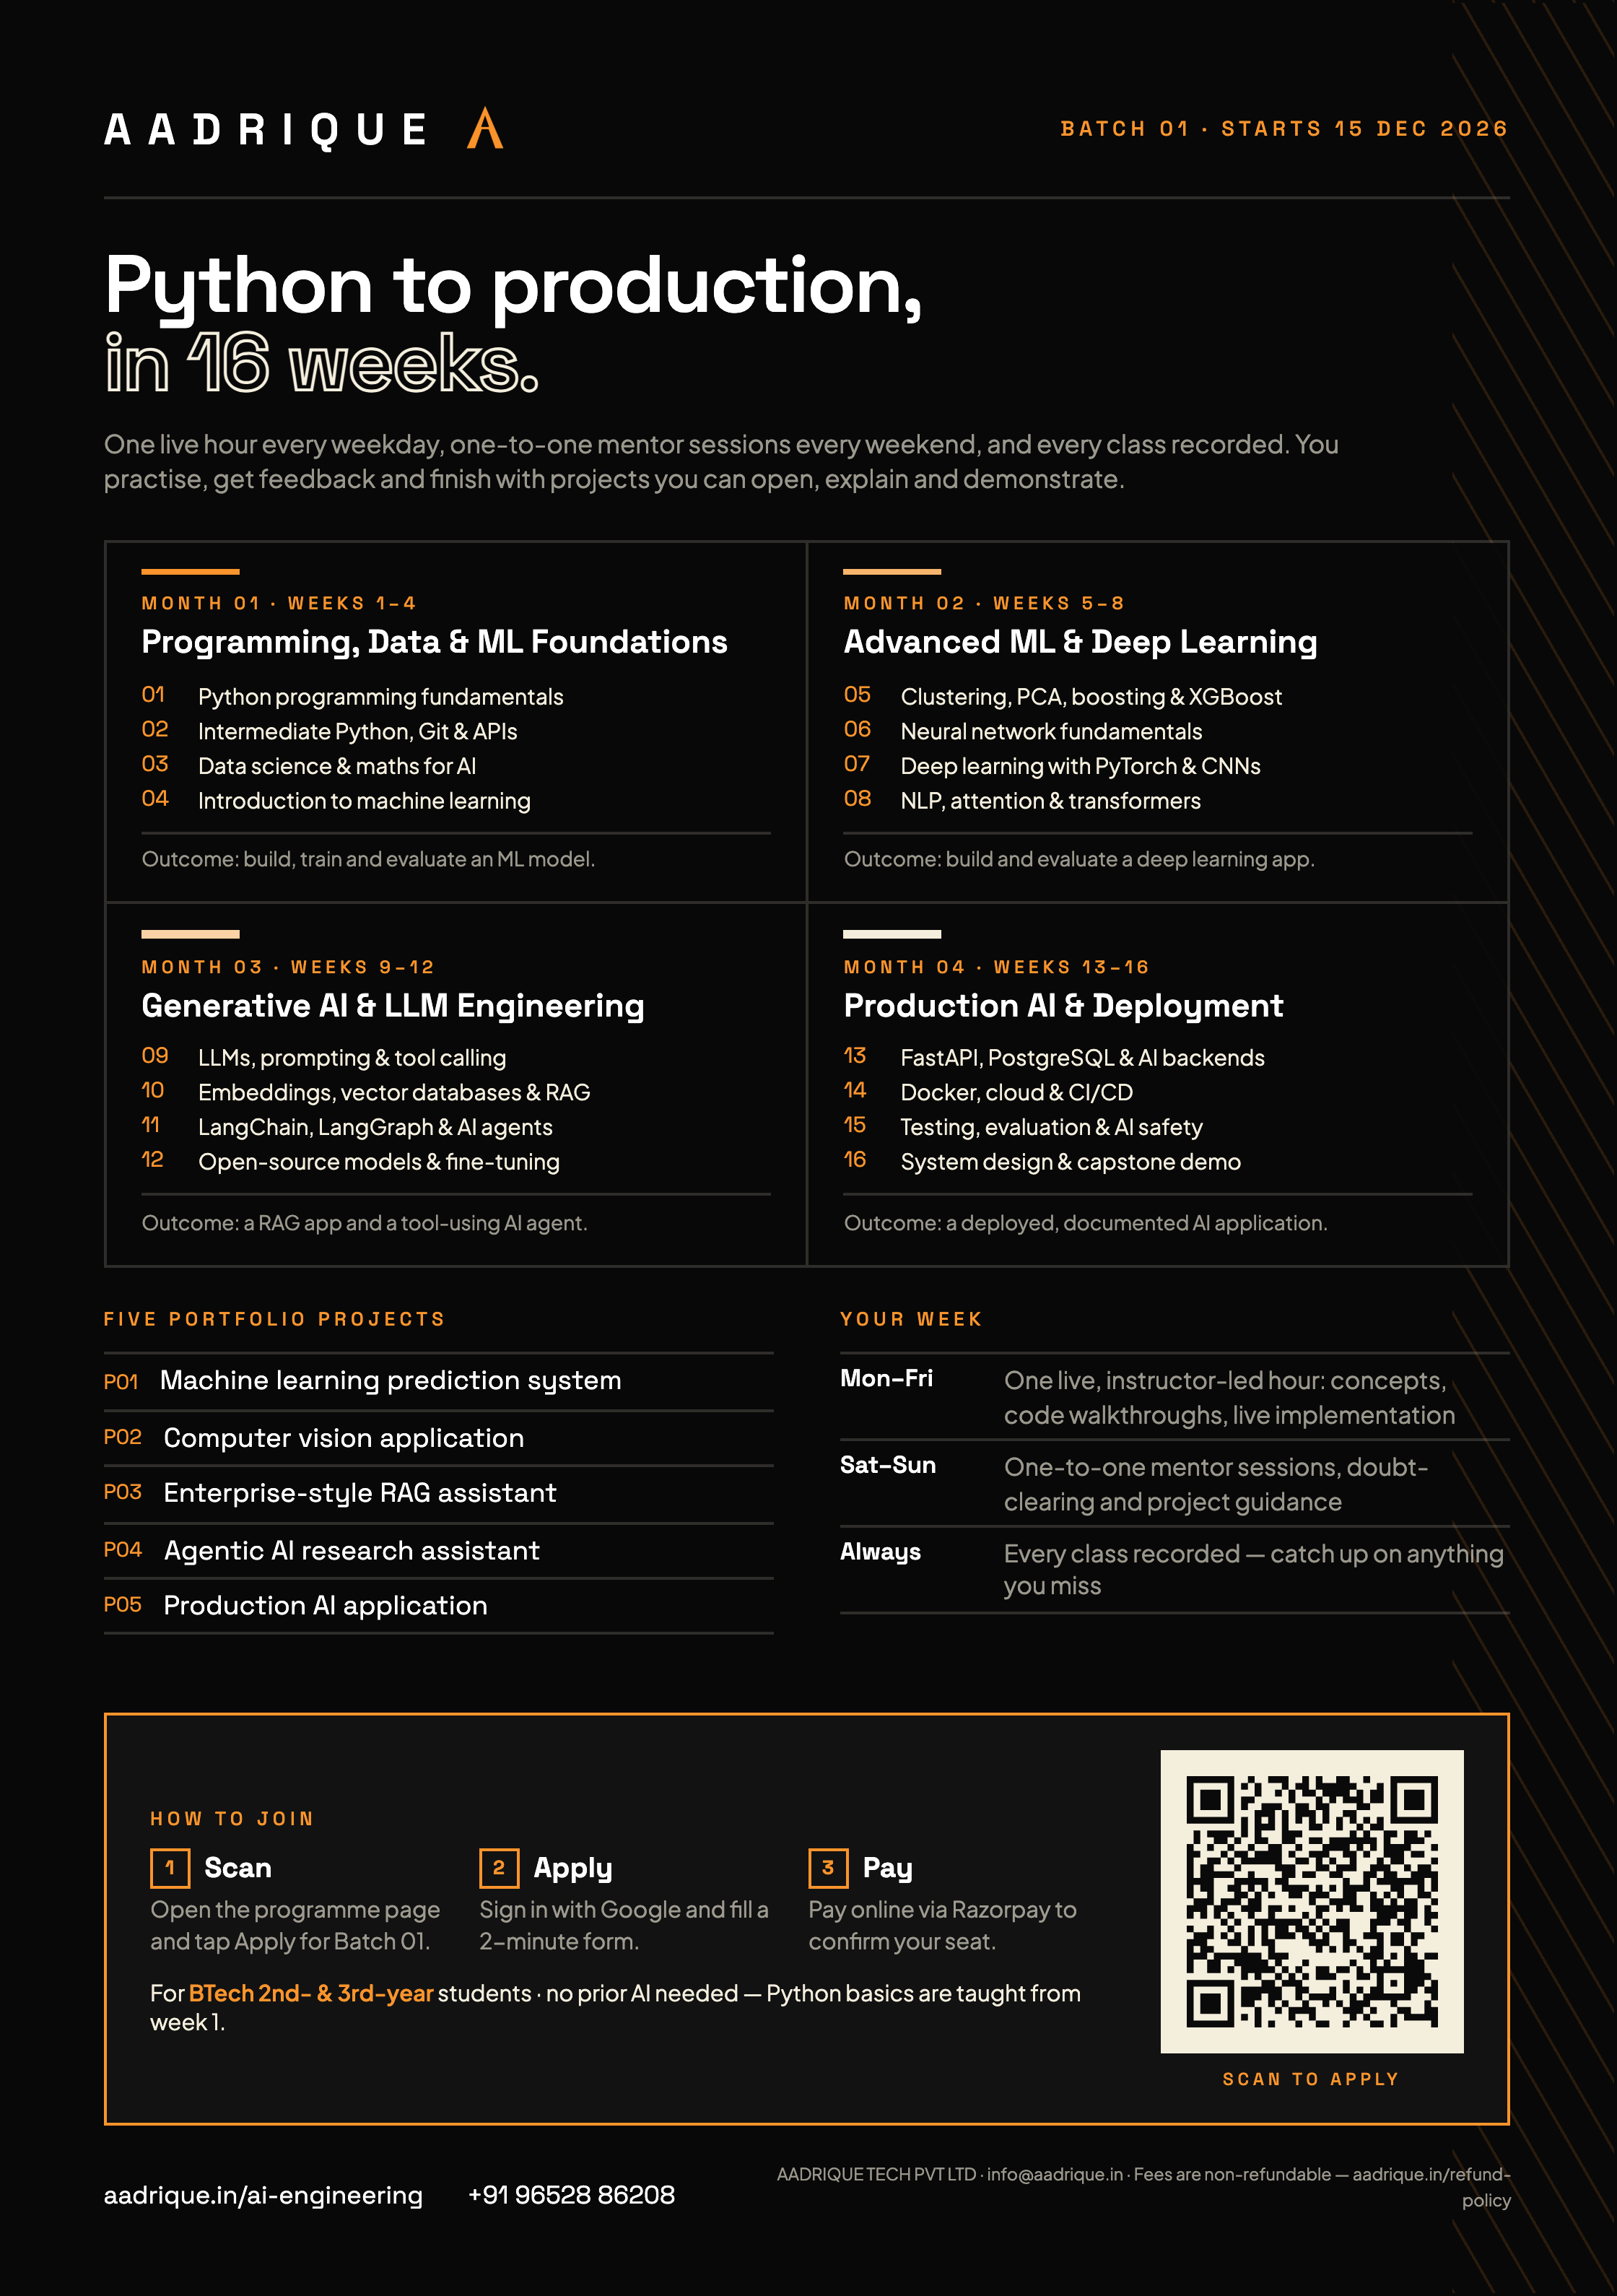 AADRIQUE
BATCH 01 · STARTS 15 DEC 2026
Python to production,
in 16 weeks.
One live hour every weekday, one-to-one mentor sessions every weekend, and every class recorded. You
practise, get feedback and finish with projects you can open, explain and demonstrate.
MONTH 01 · WEEKS 1–4
Programming, Data & ML Foundations
01 Python programming fundamentals
02 Intermediate Python, Git & APIs
03 Data science & maths for AI
04 Introduction to machine learning
Outcome: build, train and evaluate an ML model.
MONTH 02 · WEEKS 5–8
Advanced ML & Deep Learning
05 Clustering, PCA, boosting & XGBoost
06 Neural network fundamentals
07 Deep learning with PyTorch & CNNs
08 NLP, attention & transformers
Outcome: build and evaluate a deep learning app.
MONTH 03 · WEEKS 9–12
Generative AI & LLM Engineering
09 LLMs, prompting & tool calling
10 Embeddings, vector databases & RAG
11 LangChain, LangGraph & AI agents
12 Open-source models & fine-tuning
Outcome: a RAG app and a tool-using AI agent.
MONTH 04 · WEEKS 13–16
Production AI & Deployment
13 FastAPI, PostgreSQL & AI backends
14 Docker, cloud & CI/CD
15 Testing, evaluation & AI safety
16 System design & capstone demo
Outcome: a deployed, documented AI application.
FIVE PORTFOLIO PROJECTS
P01 Machine learning prediction system
P02 Computer vision application
P03 Enterprise-style RAG assistant
P04 Agentic AI research assistant
P05 Production AI application
YOUR WEEK
Mon–Fri One live, instructor-led hour: concepts,
code walkthroughs, live implementation
Sat–Sun One-to-one mentor sessions, doubt-
clearing and project guidance
Always Every class recorded — catch up on anything
you miss
HOW TO JOIN
1 Scan
Open the programme page
and tap Apply for Batch 01.
2 Apply
Sign in with Google and fill a
2-minute form.
3 Pay
Pay online via Razorpay to
confirm your seat.
For BTech 2nd- & 3rd-year students · no prior AI needed — Python basics are taught from
week 1.
SCAN TO APPLY
aadrique.in/ai-engineering +91 96528 86208
AADRIQUE TECH PVT LTD · info@aadrique.in · Fees are non-refundable — aadrique.in/refund-
policy